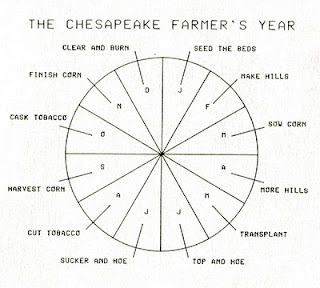 THE CHESAPEAKE FARMER'S YEAR
CLEAR AND BURN
SEED THE BEDS
FINISH CORN
MAKE HILLS
D
J
N
F
CASK TOBACCO
SOW CORN
O
M
S
A
HARVEST CORN
MORE HILLS
A
M
J
J
CUT TOBACCO
TRANSPLANT
SUCKER AND HOE
TOP AND HOE